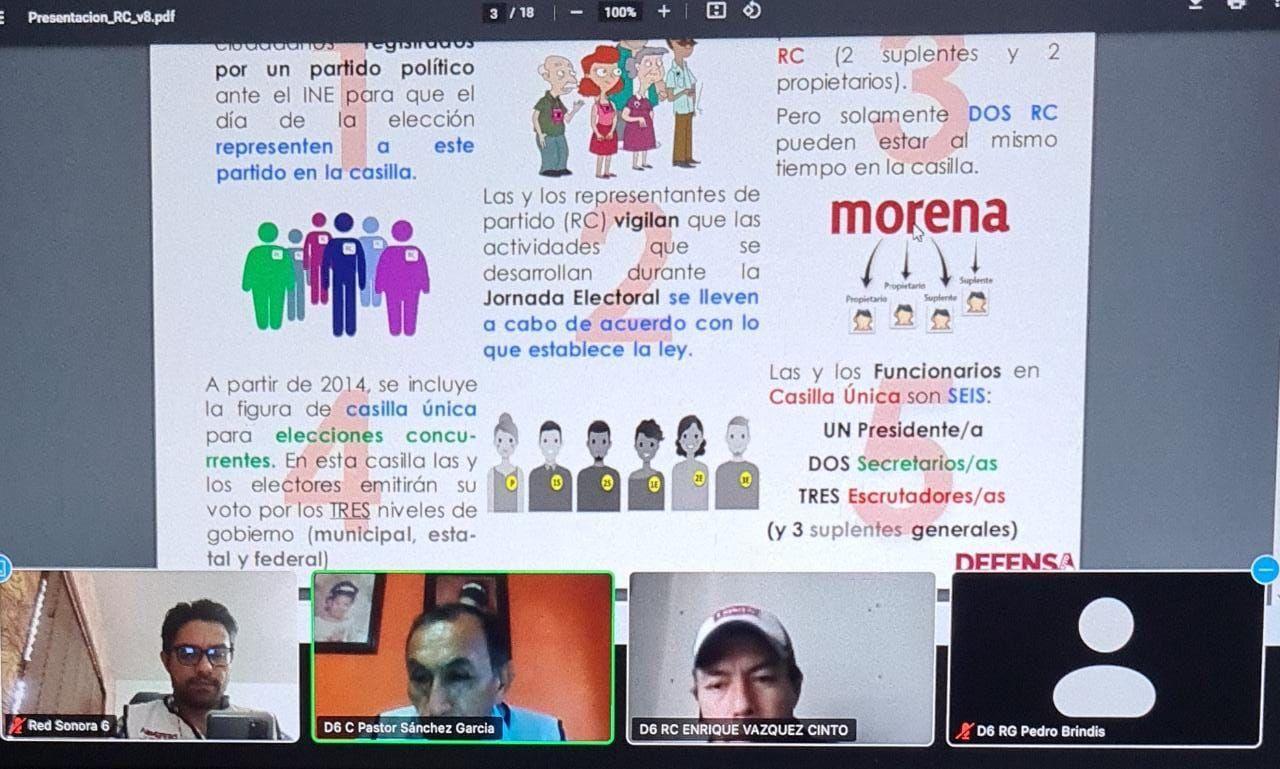 Presentacion_RC_v8.pdf
3 / 18
100%
ciudadanos registrados
por un partido político
ante el INE para que el
día de la elección
representen a este
partido en la casilla.
1
Las y los representantes de
partido (RC) vigilan que las
actividades que se
desarrollan durante la
Jornada Electoral se lleven
a cabo de acuerdo con lo
que establece la ley.
2
RC (2 suplentes y 2
propietarios).
Pero solamente DOS RC
pueden estar al mismo
tiempo en la casilla.
3
morena
Propietario
Propietario
Suplente
Suplente
A partir de 2014, se incluye
la figura de casilla única
para elecciones concu-
rrentes. En esta casilla las y
los electores emitirán su
voto por los TRES niveles de
gobierno (municipal, esta-
tal y federal)
4
P
1S
2S
1E
2E
3E
Las y los Funcionarios en
Casilla Única son SEIS:
UN Presidente/a
DOS Secretarios/as
TRES Escrutadores/as
(y 3 suplentes generales)
5
DEFENSA
Red Sonora 6
D6 C Pastor Sánchez Garcia
D6 RC ENRIQUE VAZQUEZ CINTO
D6 RG Pedro Brindis